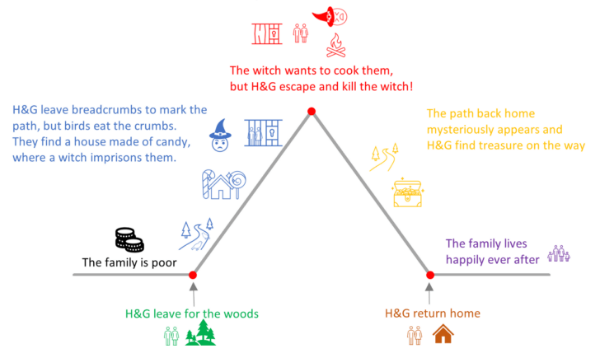 The witch wants to cook them,
but H&G escape and kill the witch!
H&G leave breadcrumbs to mark the
path, but birds eat the crumbs.
They find a house made of candy,
where a witch imprisons them.
The path back home
mysteriously appears and
H&G find treasure on the way
The family is poor
The family lives
happily ever after
H&G leave for the woods
H&G return home